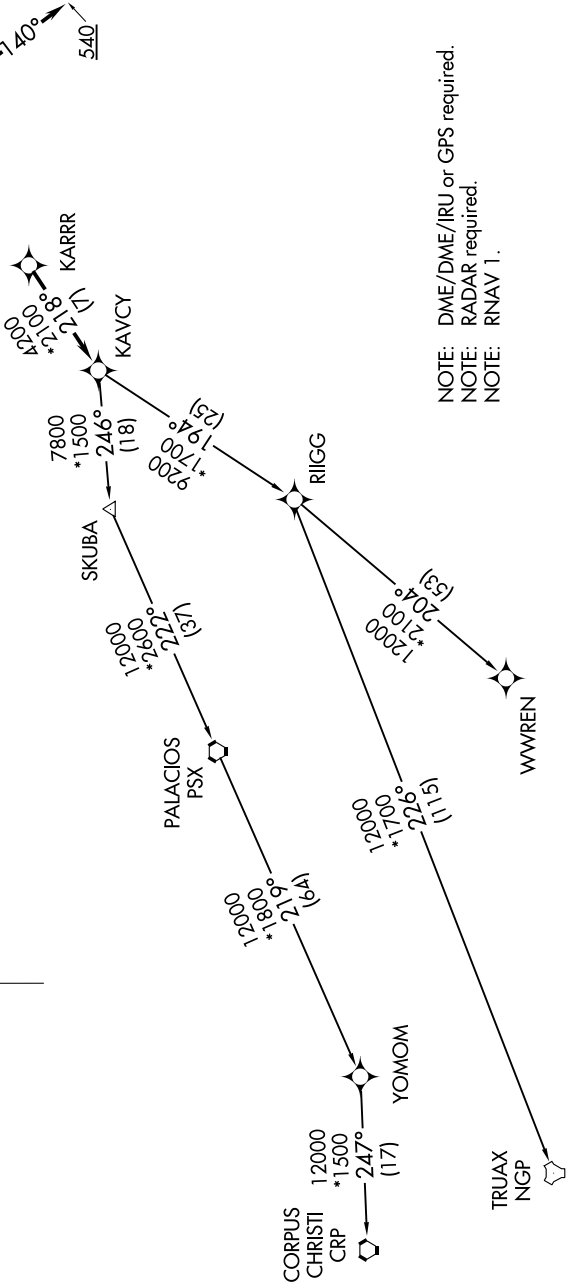 140°
540
KARRR
4200
*2100
218°
(7)
KAVCY
7800
*1500
246°
(18)
SKUBA
9200
*1700
194°
(25)
RIIGG
12000
*2600
222°
(37)
PALACIOS
PSX
12000
*2100
204°
(53)
WWREN
12000
*1700
226°
(115)
12000
*1800
219°
(64)
YOMOM
12000
*1500
247°
(17)
CORPUS
CHRISTI
CRP
TRUAX
NGP
NOTE: DME/DME/IRU or GPS required.
NOTE: RADAR required.
NOTE: RNAV 1.